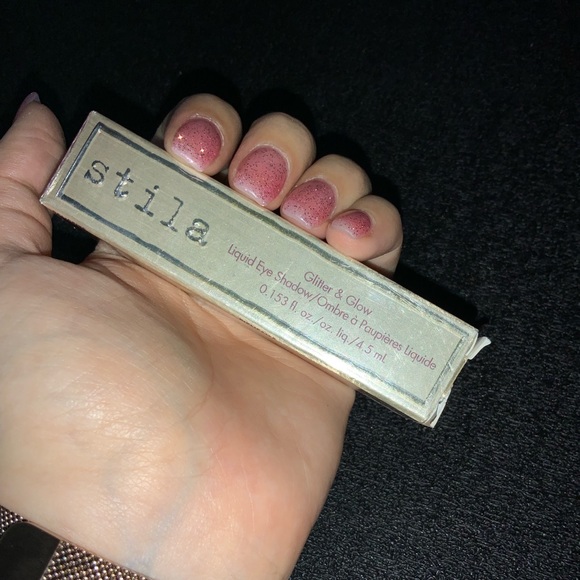 stila
Glitter & Glow
Liquid Eye Shadow/Ombre à Paupières Liquide
0.153 fl. oz./oz. liq./4.5 ml